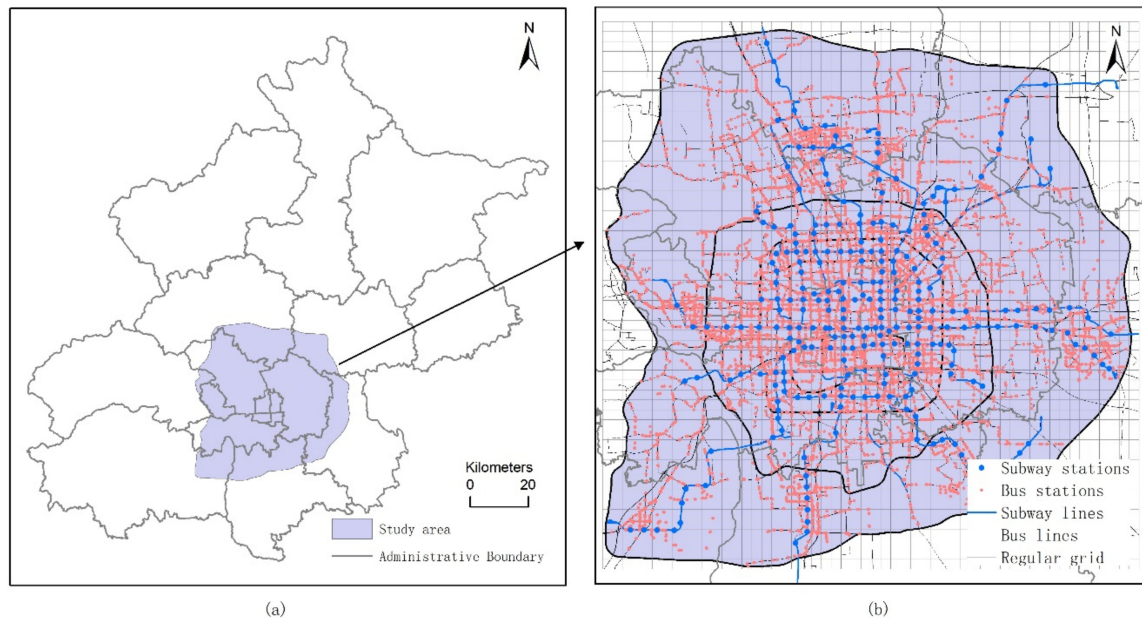 N
Kilometers
0 20
Study area
Administrative Boundary
(a)
N
Subway stations
Bus stations
Subway lines
Bus lines
Regular grid
(b)